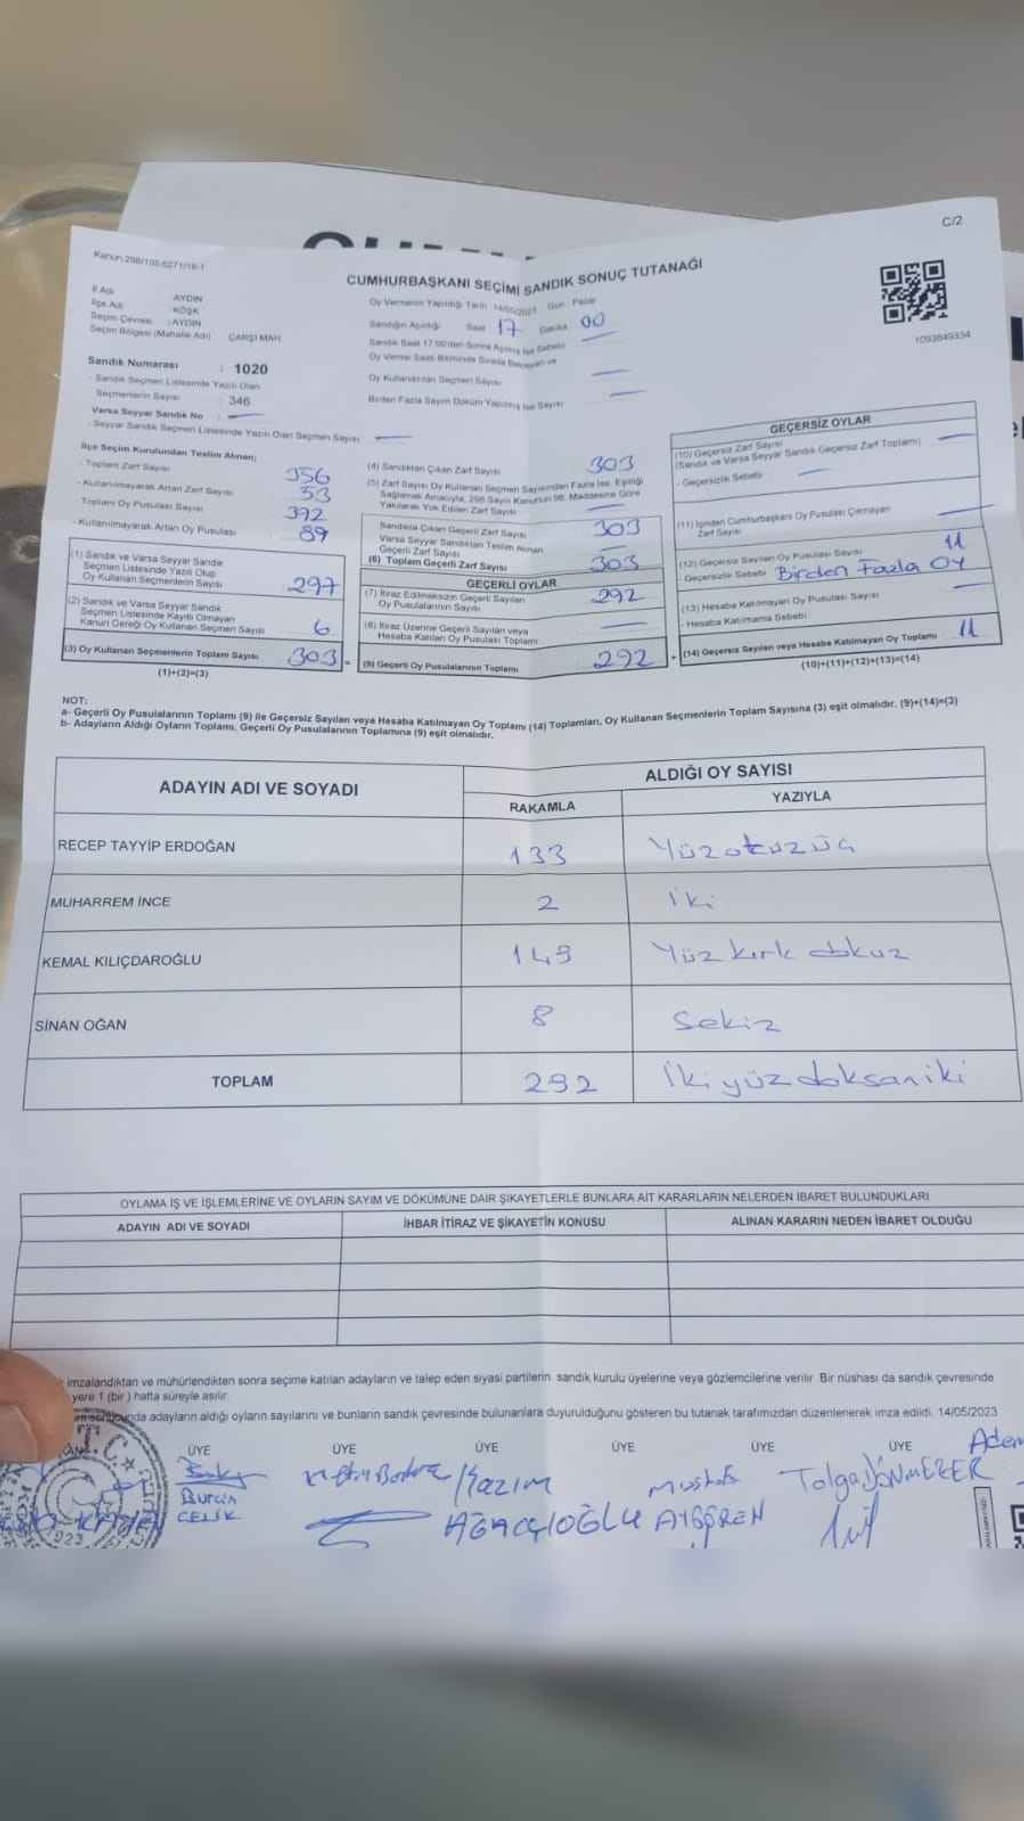 C/2
Kanun 298/105-6271/16-1
CUMHURBAŞKANI SEÇİMİ SANDIK SONUÇ TUTANAĞI
1093849334
İl Adı AYDIN
İlçe Adı KÖŞK
Seçim Çevresi : AYDIN
Seçim Bölgesi (Mahalle Adı) ÇARŞI MAH
Sandık Numarası : 1020
- Sandık Seçmen Listesinde Yazılı Olan
Seçmenlerin Sayısı 346
Varsa Seyyar Sandık No : —
- Seyyar Sandık Seçmen Listesinde Yazılı Olan Seçmen Sayısı —
Oy Vermenin Yapıldığı Tarih 14/05/2023 Gün : Pazar
Sandığın Açıldığı Saat 17 Dakika 00
Sandık Saat 17:00'den Sonra Açılmış İse Sebebi —
Oy Verme Saati Bitiminde Sırada Bekleyen ve
Oy Kullandırılan Seçmen Sayısı —
Birden Fazla Sayım Döküm Yapılmış İse Sayısı —
İlçe Seçim Kurulundan Teslim Alınan;
- Toplam Zarf Sayısı 356
- Kullanılmayarak Artan Zarf Sayısı 53
- Toplam Oy Pusulası Sayısı 392
- Kullanılmayarak Artan Oy Pusulası 89
(1) Sandık ve Varsa Seyyar Sandık
Seçmen Listesinde Yazılı Olup
Oy Kullanan Seçmenlerin Sayısı 297
(2) Sandık ve Varsa Seyyar Sandık
Seçmen Listesinde Kayıtlı Olmayan
Kanun Gereği Oy Kullanan Seçmen Sayısı 6
(3) Oy Kullanan Seçmenlerin Toplam Sayısı 303 =
(1)+(2)=(3)
(4) Sandıktan Çıkan Zarf Sayısı 303
(5) Zarf Sayısı Oy Kullanan Seçmen Sayısından Fazla İse, Eşitliği
Sağlamak Amacıyla, 298 Sayılı Kanunun 98. Maddesine Göre
Yakılarak Yok Edilen Zarf Sayısı —
Sandıkta Çıkan Geçerli Zarf Sayısı 303
Varsa Seyyar Sandıktan Teslim Alınan
Geçerli Zarf Sayısı —
(6) Toplam Geçerli Zarf Sayısı 303
GEÇERLİ OYLAR
(7) İtiraz Edilmeksizin Geçerli Sayılan
Oy Pusulalarının Sayısı 292
(8) İtiraz Üzerine Geçerli Sayılan veya
Hesaba Katılan Oy Pusulası Toplamı —
(9) Geçerli Oy Pusulalarının Toplamı 292 +
GEÇERSİZ OYLAR
(10) Geçersiz Zarf Sayısı
(Sandık ve Varsa Seyyar Sandık Geçersiz Zarf Toplamı) —
- Geçersizlik Sebebi —
(11) İçinden Cumhurbaşkanı Oy Pusulası Çıkmayan
Zarf Sayısı —
(12) Geçersiz Sayılan Oy Pusulası Sayısı 11
Geçersizlik Sebebi Birden Fazla Oy
(13) Hesaba Katılmayan Oy Pusulası Sayısı —
- Hesaba Katılmama Sebebi
(14) Geçersiz Sayılan veya Hesaba Katılmayan Oy Toplamı 11
(10)+(11)+(12)+(13)=(14)
NOT:
a- Geçerli Oy Pusulalarının Toplamı (9) ile Geçersiz Sayılan veya Hesaba Katılmayan Oy Toplamı (14) Toplamları, Oy Kullanan Seçmenlerin Toplam Sayısına (3) eşit olmalıdır. (9)+(14)=(3)
b- Adayların Aldığı Oyların Toplamı, Geçerli Oy Pusulalarının Toplamına (9) eşit olmalıdır.
ADAYIN ADI VE SOYADI ALDIĞI OY SAYISI
RAKAMLA YAZIYLA
RECEP TAYYİP ERDOĞAN 133 Yüzotuzüç
MUHARREM İNCE 2 İki
KEMAL KILIÇDAROĞLU 149 Yüz kırk dokuz
SİNAN OĞAN 8 Sekiz
TOPLAM 292 İki yüz doksan iki
OYLAMA İŞ VE İŞLEMLERİNE VE OYLARIN SAYIM VE DÖKÜMÜNE DAİR ŞİKAYETLERLE BUNLARA AİT KARARLARIN NELERDEN İBARET BULUNDUKLARI
ADAYIN ADI VE SOYADI İHBAR İTİRAZ VE ŞİKAYETİN KONUSU ALINAN KARARIN NEDEN İBARET OLDUĞU
imzalandıktan ve mühürlendikten sonra seçime katılan adayların ve talep eden siyasi partilerin sandık kurulu üyelerine veya gözlemcilerine verilir. Bir nüshası da sandık çevresinde
yere 1 (bir) hafta süreyle asılır.
adayların aldığı oyların sayılarını ve bunların sandık çevresinde bulunanlara duyurulduğunu gösteren bu tutanak tarafımızdan düzenlenerek imza edildi. 14/05/2023
ÜYE ÜYE ÜYE ÜYE ÜYE ÜYE
Adem
Burcin
ÇELİK
Kazım
AĞAÇÇIOĞLU
Mustafa
Tolga DÖNMEZER
T.C.